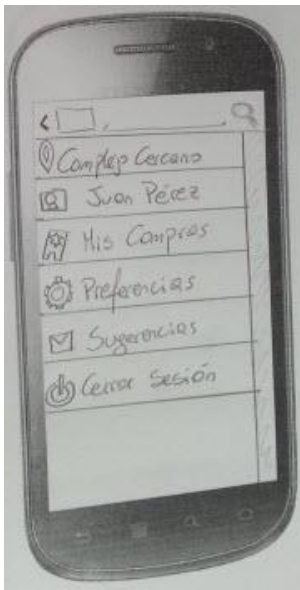 Complejo Cercano
Juan Pérez
Mis Compras
Preferencias
Sugerencias
Cerrar Sesión